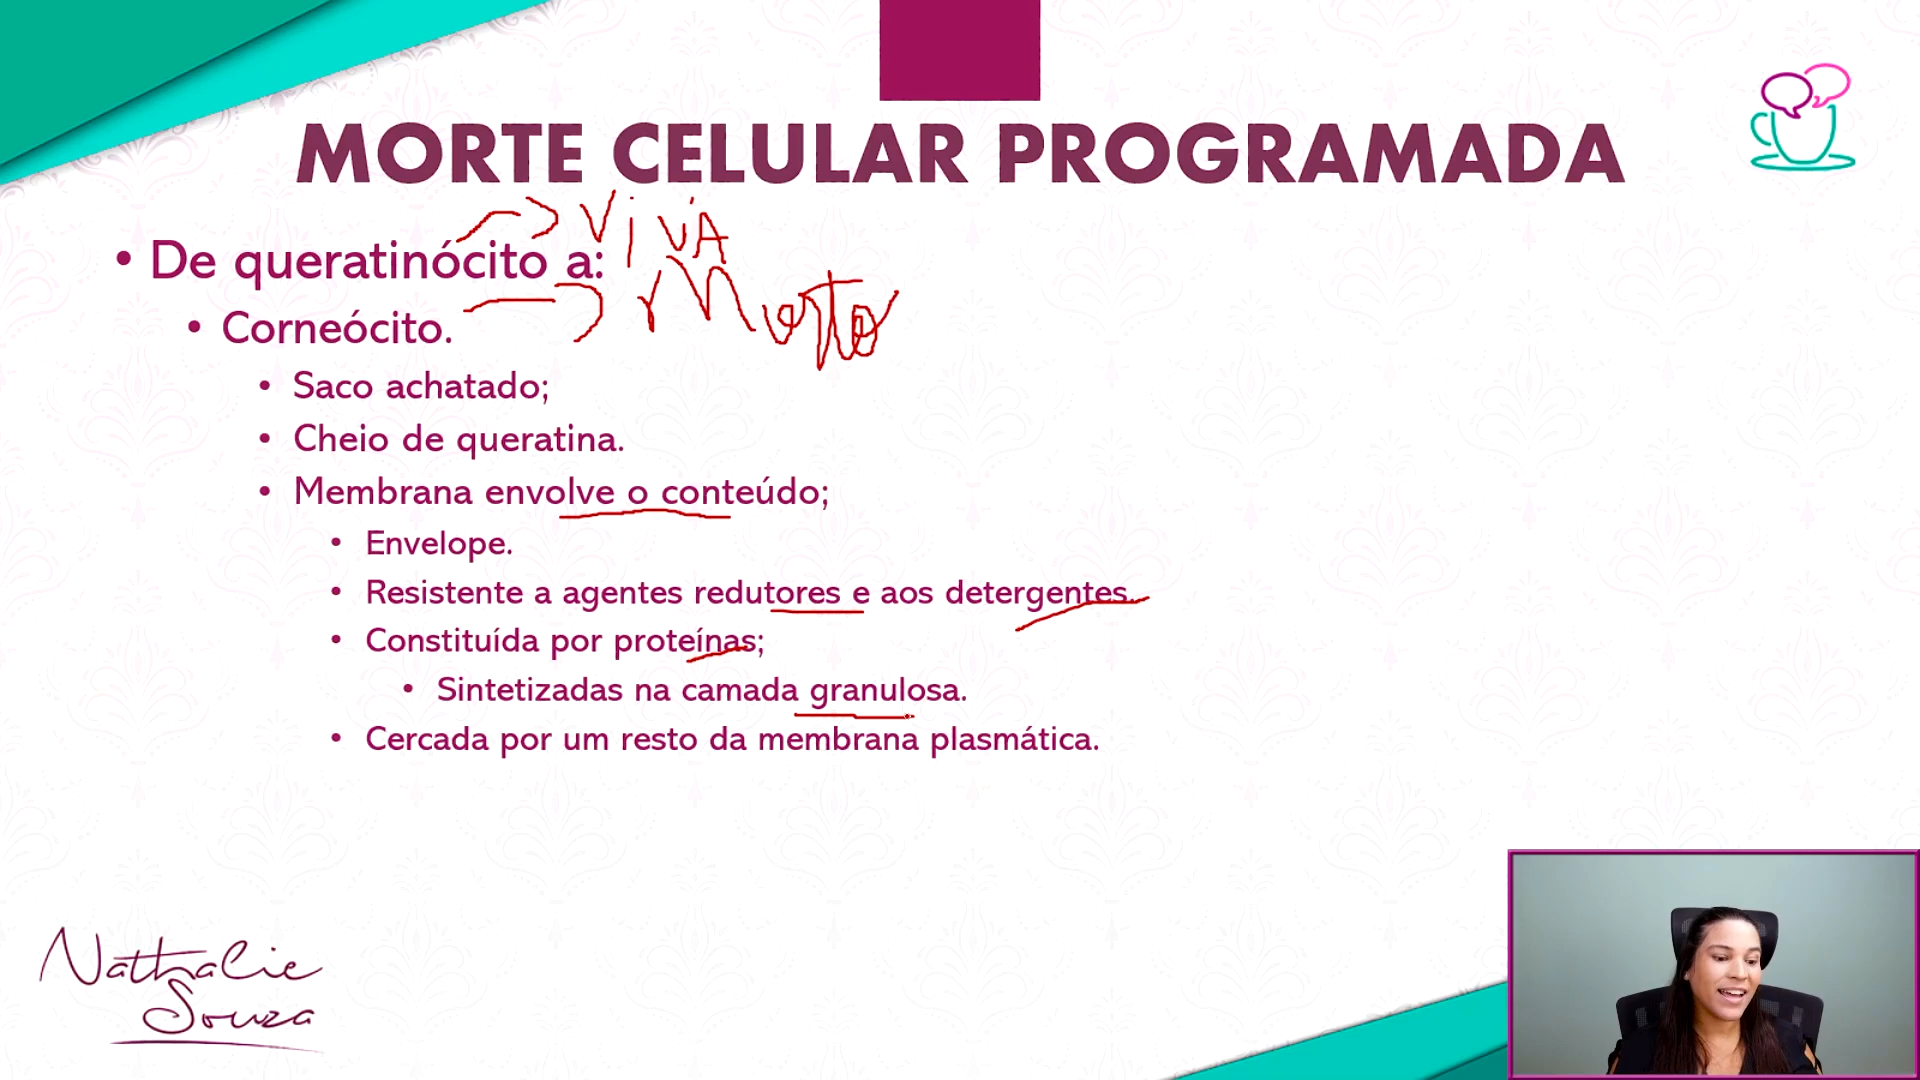 MORTE CELULAR PROGRAMADA
VIVA
• De queratinócito a:
Morto
• Corneócito.
• Saco achatado;
• Cheio de queratina.
• Membrana envolve o conteúdo;
• Envelope.
• Resistente a agentes redutores e aos detergentes.
• Constituída por proteínas;
• Sintetizadas na camada granulosa.
• Cercada por um resto da membrana plasmática.
Nathalie
Souza